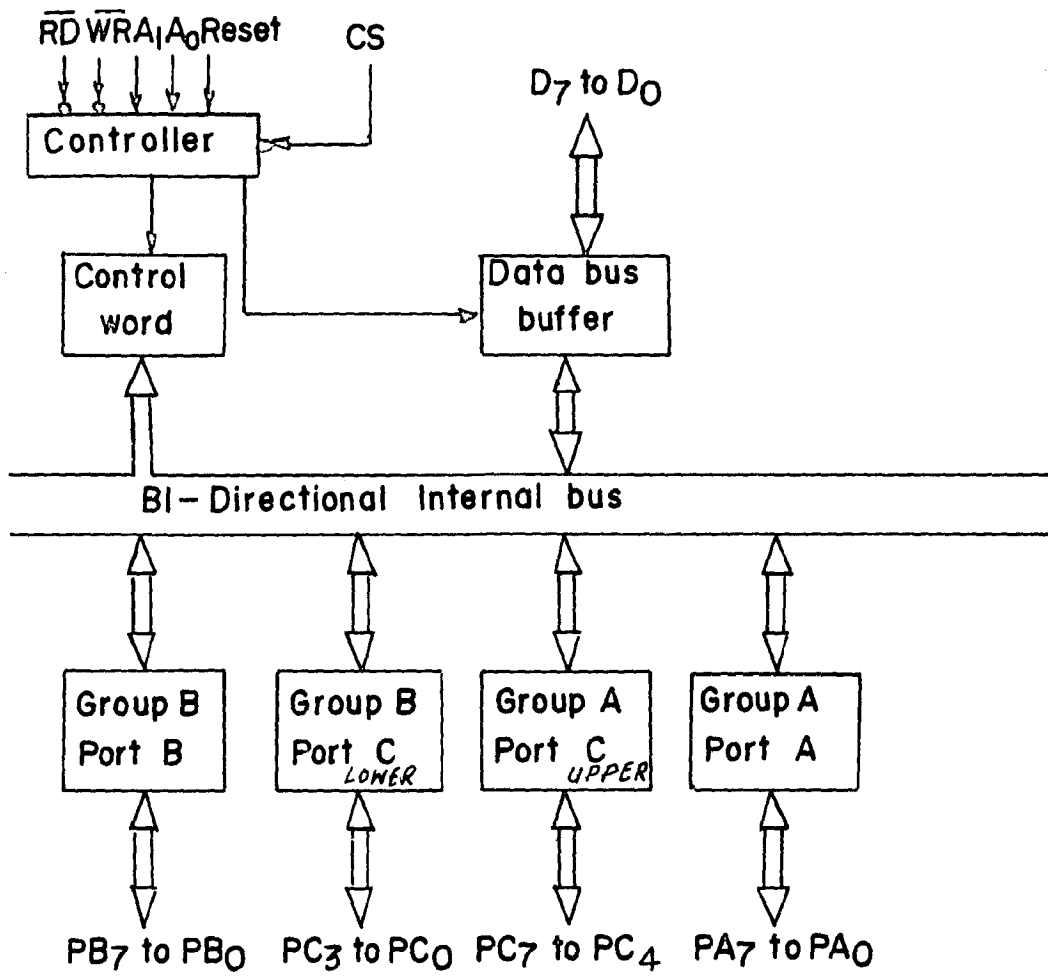 R̅D̅ W̅R̅ A₁ A₀ Reset
CS
D₇ to D₀
Controller
Control
word
Data bus
buffer
BI-Directional Internal bus
Group B
Port B
Group B
Port C
LOWER
Group A
Port C
UPPER
Group A
Port A
PB₇ to PB₀
PC₃ to PC₀
PC₇ to PC₄
PA₇ to PA₀